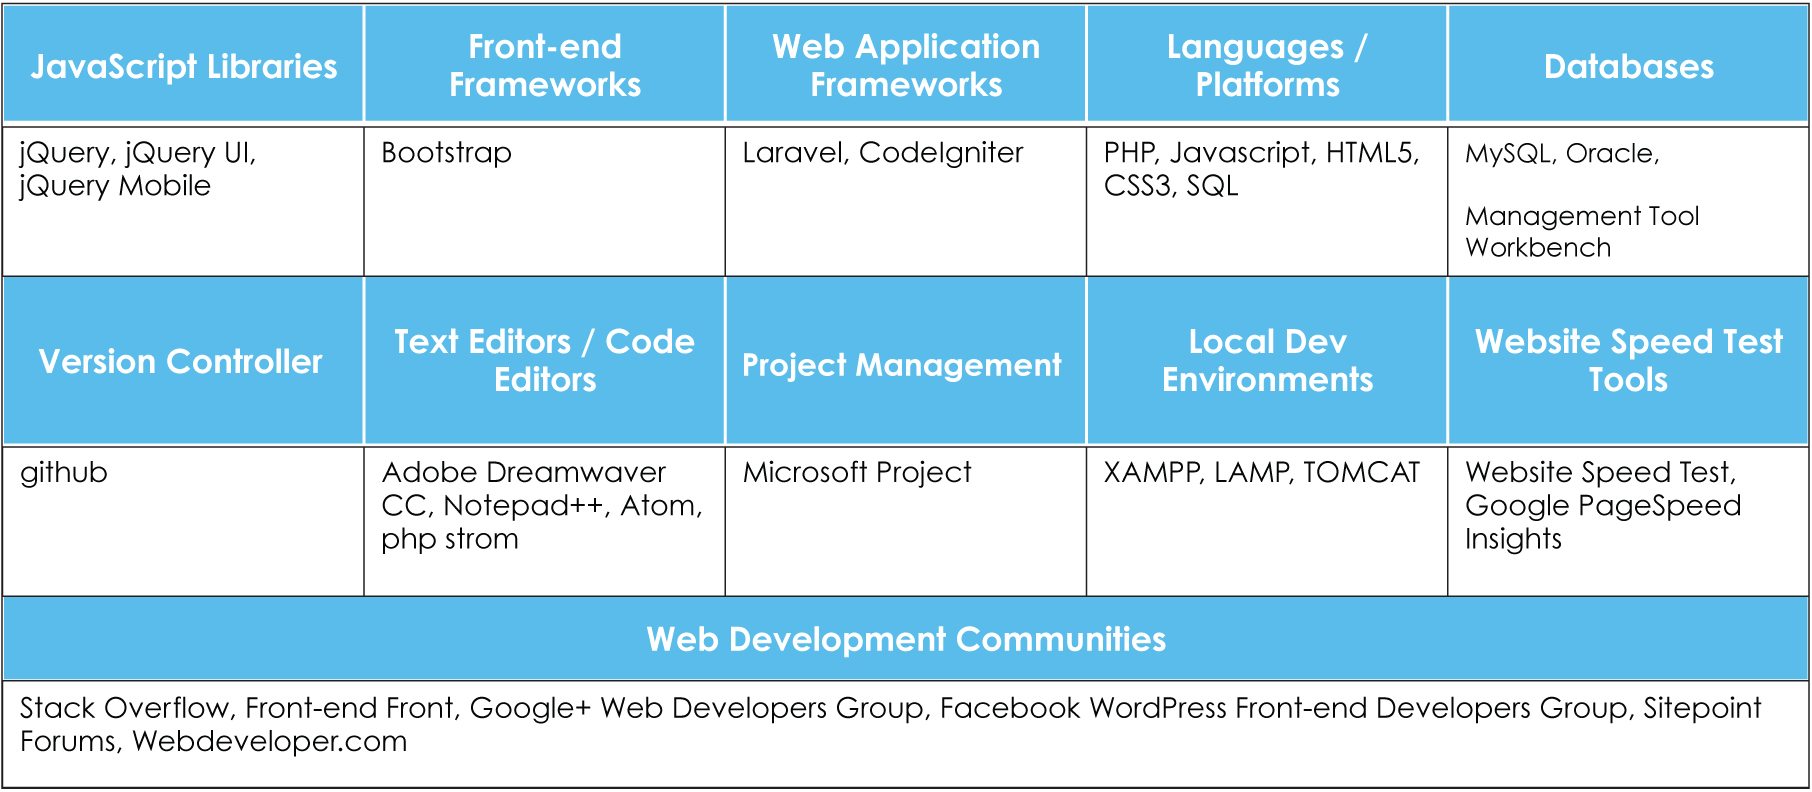 JavaScript Libraries
Front-end
Frameworks
Web Application
Frameworks
Languages /
Platforms
Databases
jQuery, jQuery UI,
jQuery Mobile
Bootstrap
Laravel, CodeIgniter
PHP, Javascript, HTML5,
CSS3, SQL
MySQL, Oracle,
Management Tool
Workbench
Version Controller
Text Editors / Code
Editors
Project Management
Local Dev
Environments
Website Speed Test
Tools
github
Adobe Dreamwaver
CC, Notepad++, Atom,
php strom
Microsoft Project
XAMPP, LAMP, TOMCAT
Website Speed Test,
Google PageSpeed
Insights
Web Development Communities
Stack Overflow, Front-end Front, Google+ Web Developers Group, Facebook WordPress Front-end Developers Group, Sitepoint
Forums, Webdeveloper.com